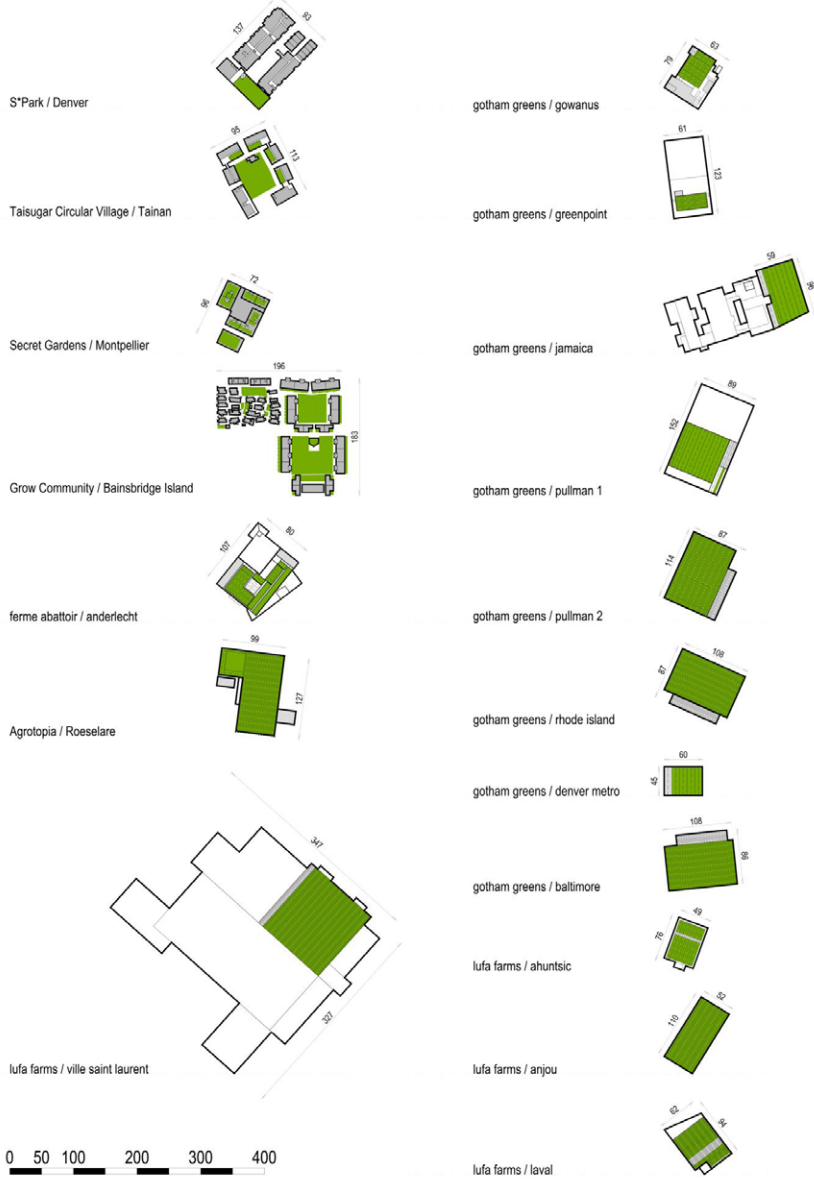 137
93
S*Park / Denver
95
113
Taisugar Circular Village / Tainan
72
96
Secret Gardens / Montpellier
196
183
Grow Community / Bainsbridge Island
107
80
ferme abattoir / anderlecht
99
127
Agrotopia / Roeselare
347
327
lufa farms / ville saint laurent
0 50 100 200 300 400
63
79
gotham greens / gowanus
61
123
gotham greens / greenpoint
59
96
gotham greens / jamaica
89
152
gotham greens / pullman 1
87
114
gotham greens / pullman 2
108
87
gotham greens / rhode island
60
45
gotham greens / denver metro
108
98
gotham greens / baltimore
49
76
lufa farms / ahuntsic
52
110
lufa farms / anjou
62
94
lufa farms / laval